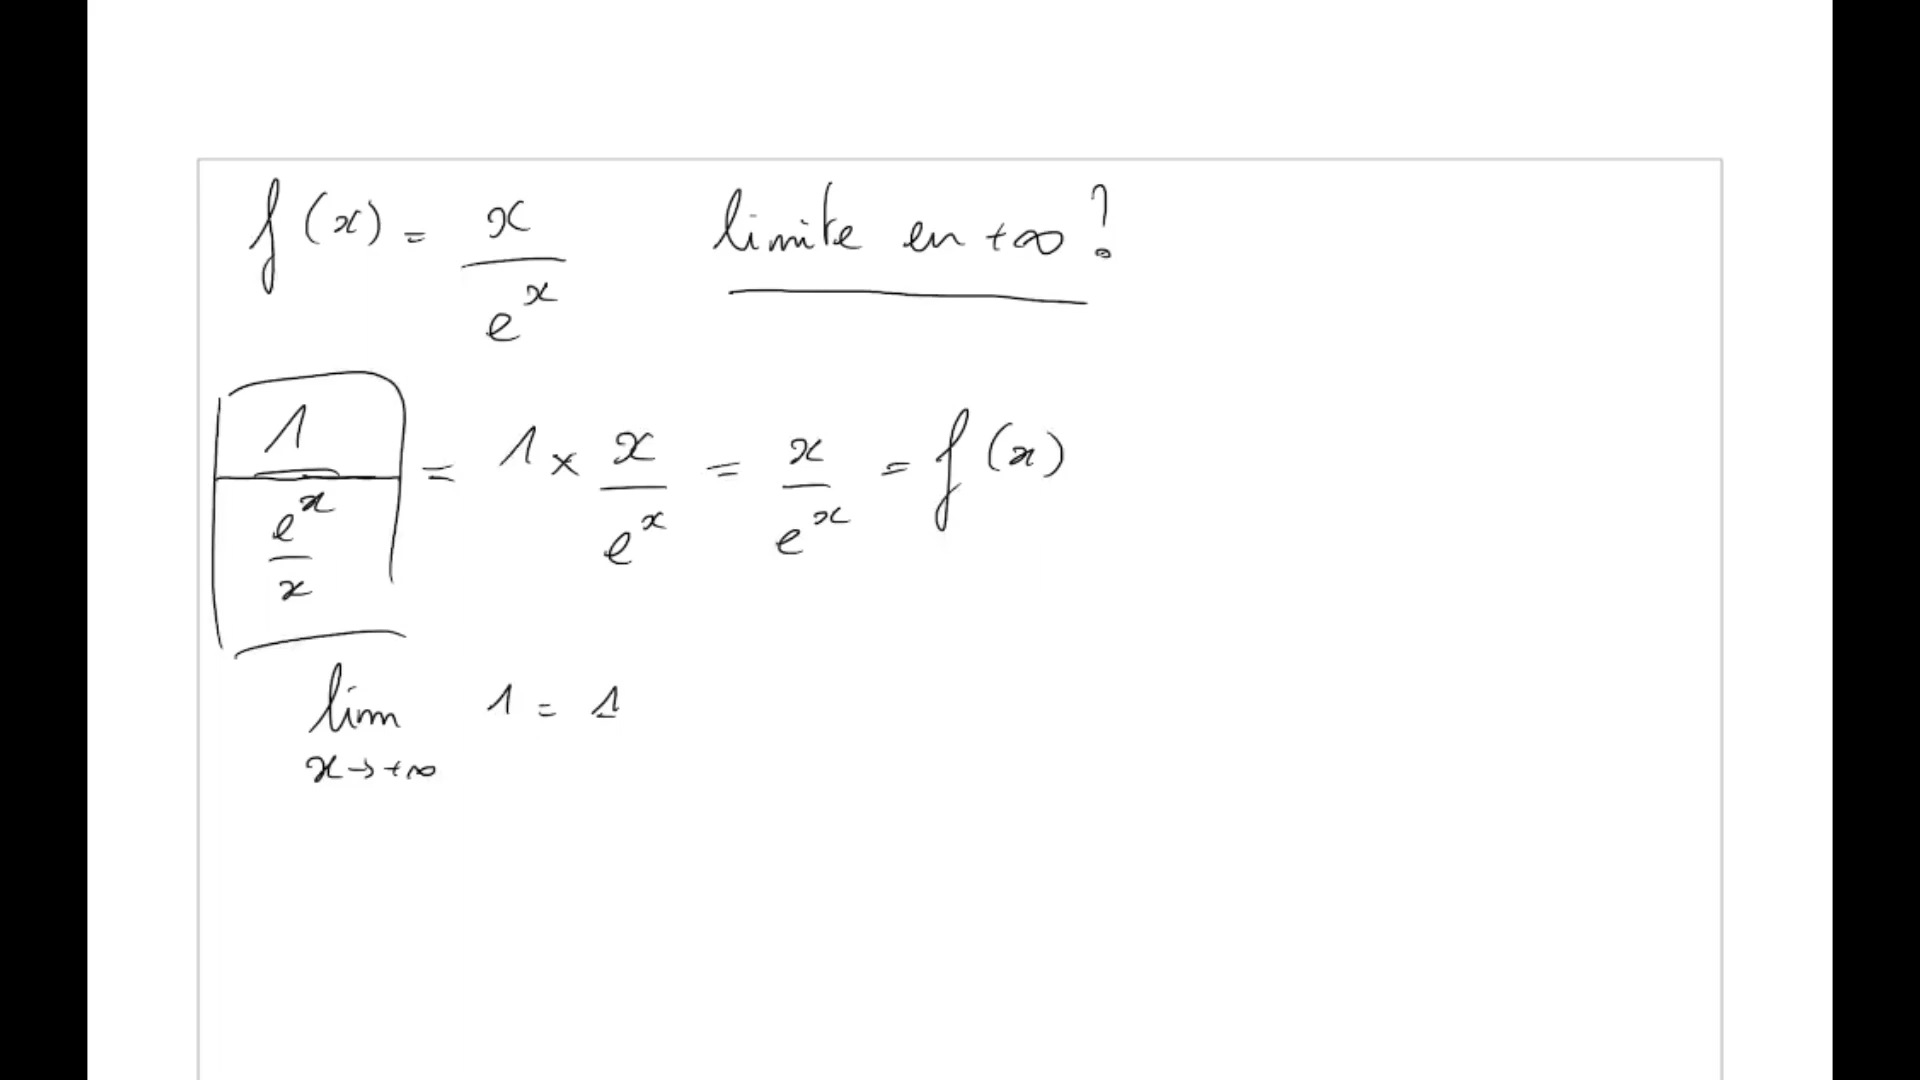 f(x) = x/e^x limite en +∞ ?
1/(e^x/x) = 1 × x/e^x = x/e^x = f(x)
lim 1 = 1
x→+∞